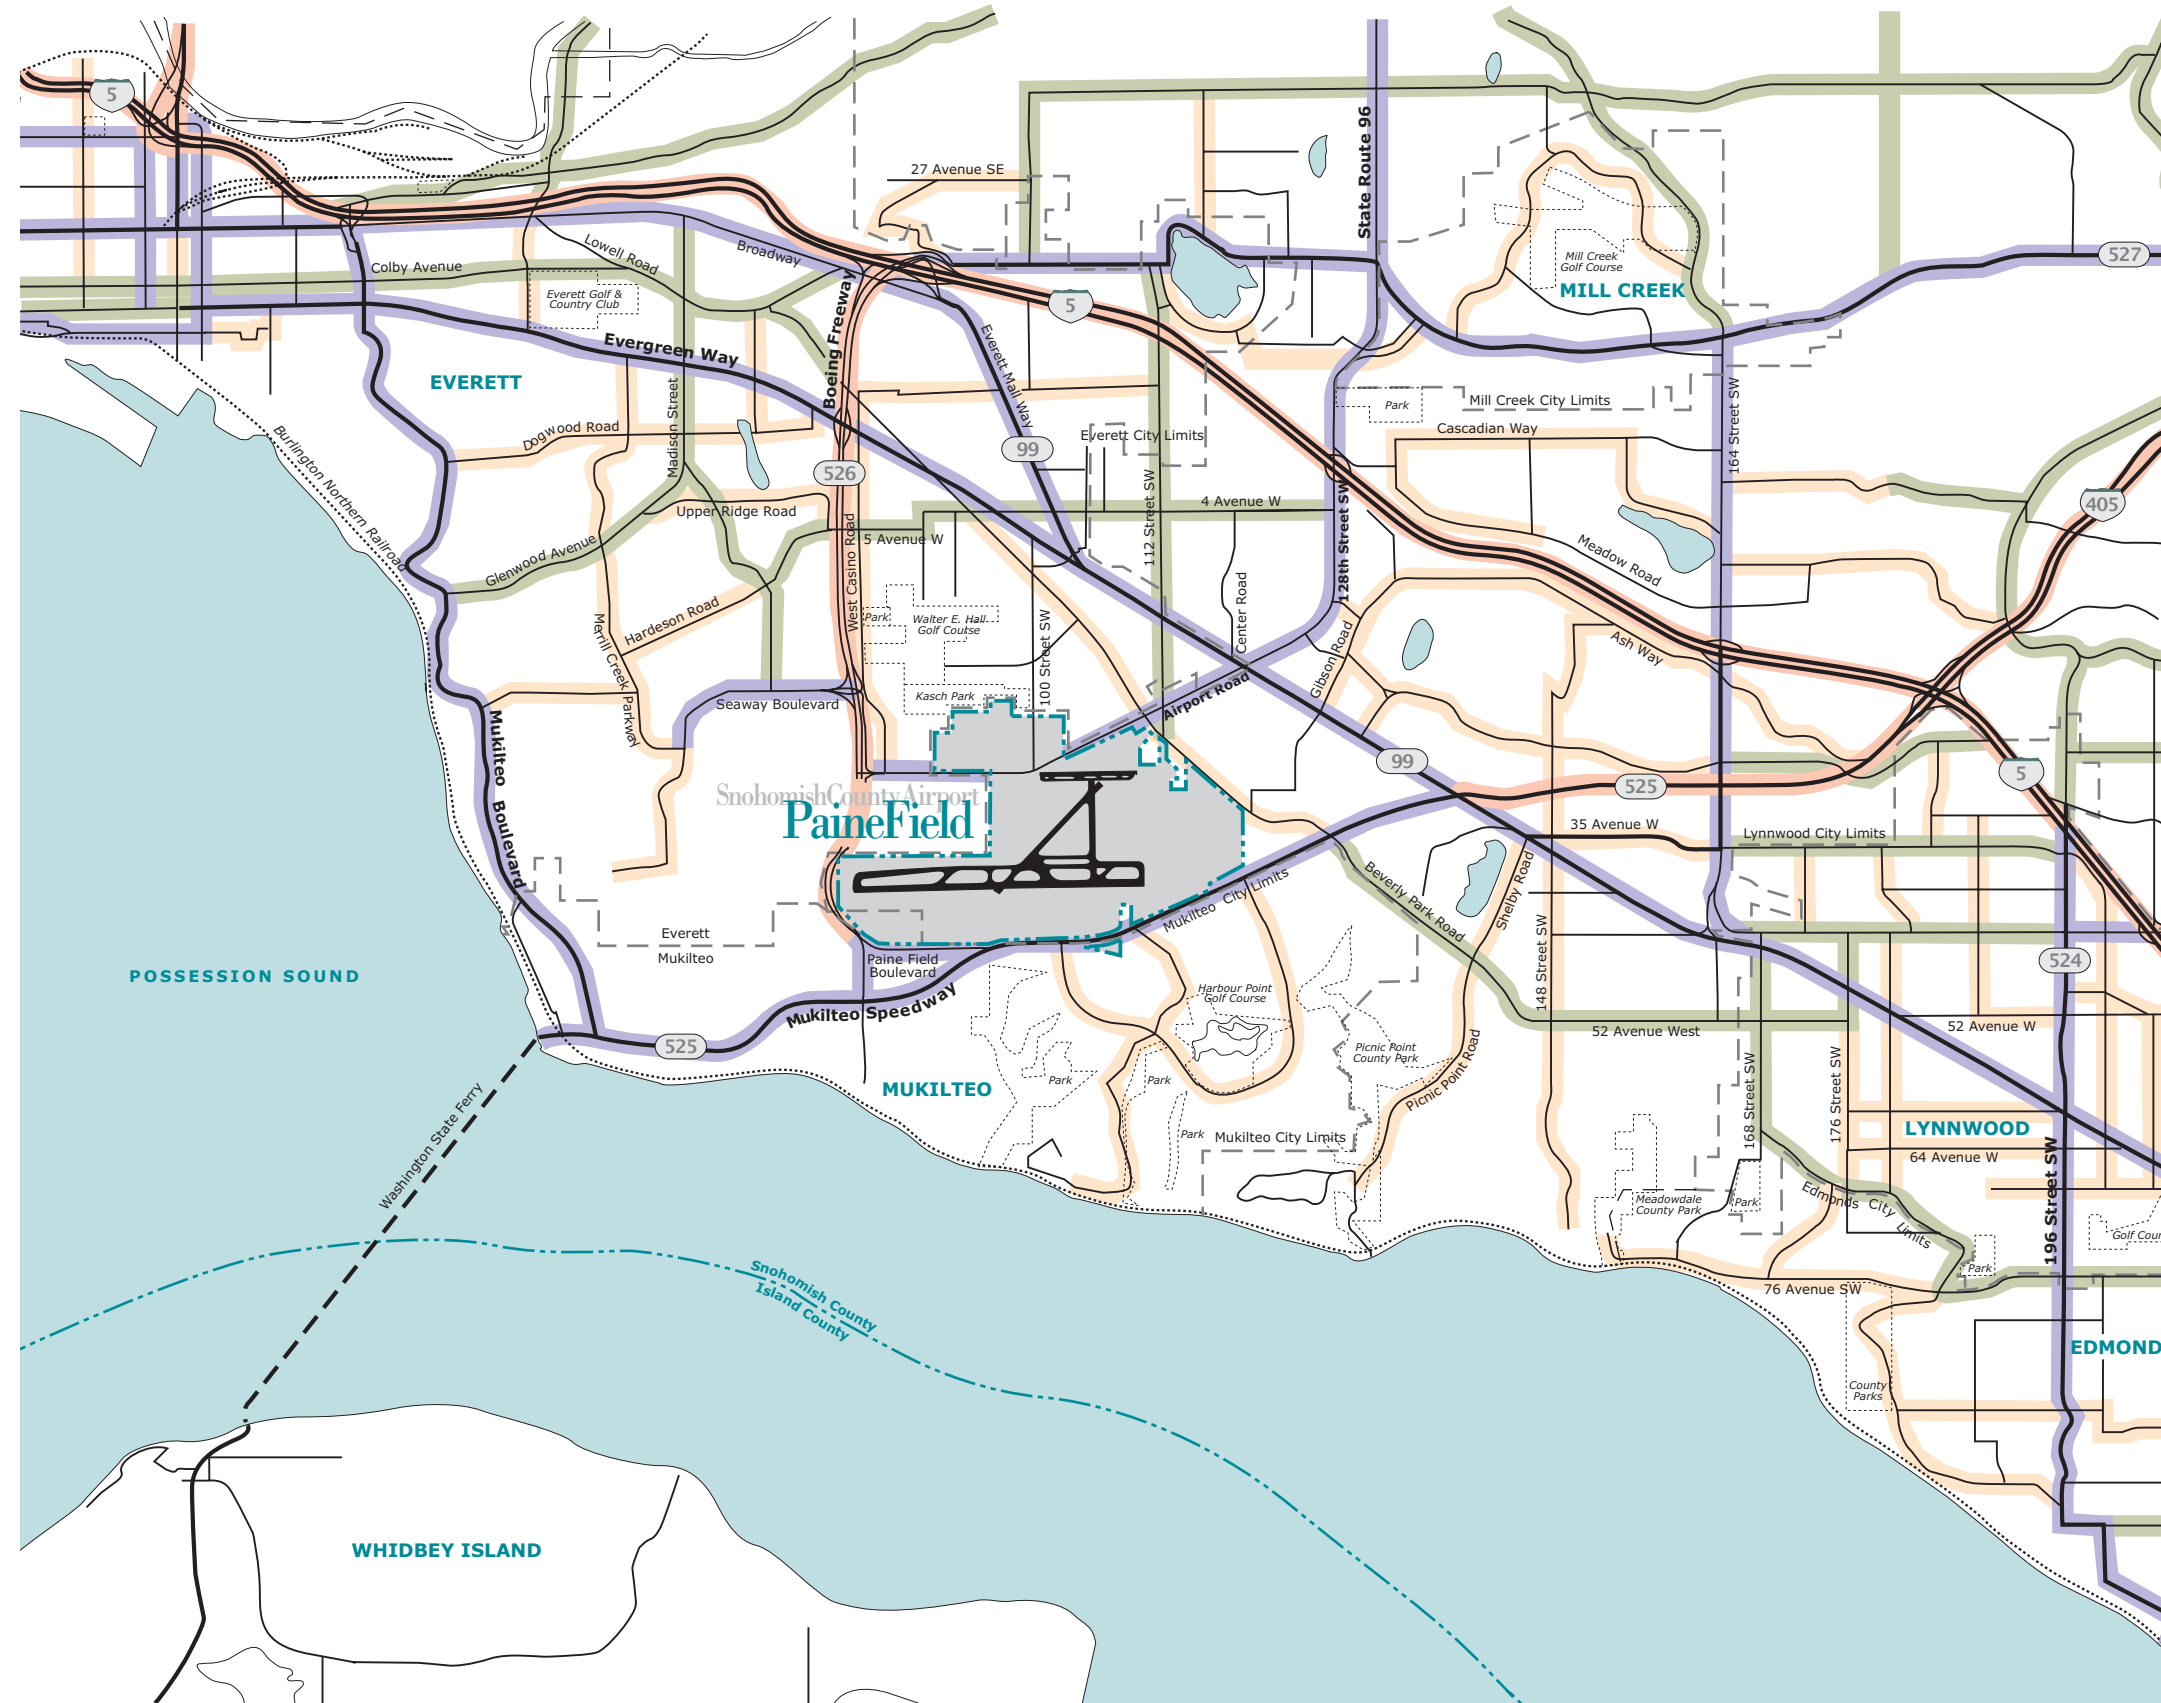 5
State Route 96
27 Avenue SE
Lowell Road
Broadway
Colby Avenue
527
Mill Creek
Golf Course
MILL CREEK
Everett Golf &
Country Club
5
Boeing Freeway
Everett Mall Way
Evergreen Way
EVERETT
Madison Street
Park
Mill Creek City Limits
164 Street SW
Cascadian Way
Dogwood Road
Everett City Limits
99
Burlington Northern Railroad
526
405
4 Avenue W
Upper Ridge Road
112 Street SW
128th Street SW
5 Avenue W
West Casino Road
Glenwood Avenue
Meadow Road
Hardeson Road
Park
Walter E. Hall
Golf Course
Center Road
100 Street SW
Merrill Creek Parkway
Gibson Road
Ash Way
Kasch Park
Airport Road
Seaway Boulevard
Mukilteo Boulevard
99
5
525
Snohomish County Airport
PaineField
35 Avenue W
Lynnwood City Limits
Beverly Park Road
Shelby Road
Mukilteo City Limits
148 Street SW
Everett
Mukilteo
Paine Field
Boulevard
524
POSSESSION SOUND
Harbour Point
Golf Course
Mukilteo Speedway
52 Avenue West
52 Avenue W
525
Picnic Point
County Park
Picnic Point Road
168 Street SW
176 Street SW
MUKILTEO
Park
Park
Park
Mukilteo City Limits
LYNNWOOD
64 Avenue W
Washington State Ferry
196 Street SW
Meadowdale
County Park
Park
Edmonds City Limits
Golf Cour
Park
Snohomish County
Island County
76 Avenue SW
EDMOND
County
Parks
WHIDBEY ISLAND